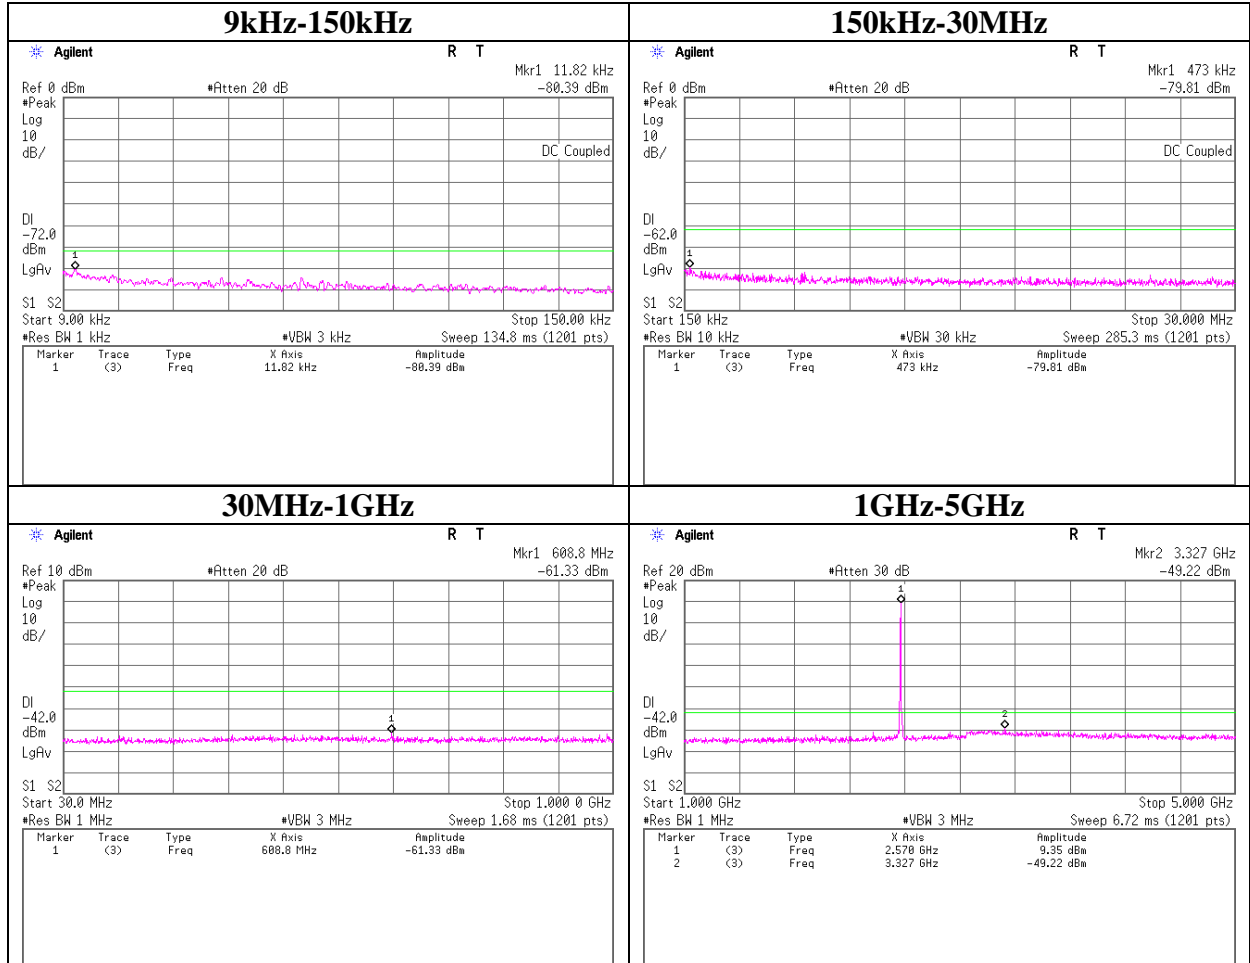 9kHz-150kHz
Agilent
R T
Mkr1 11.82 kHz
Ref 0 dBm #Atten 20 dB -80.39 dBm
#Peak
Log
10
dB/
DC Coupled
DI
-72.0
dBm
LgAv
1
S1 S2
Start 9.00 kHz Stop 150.00 kHz
#Res BW 1 kHz #VBW 3 kHz Sweep 134.8 ms (1201 pts)
Marker Trace Type X Axis Amplitude
1 (3) Freq 11.82 kHz -80.39 dBm
150kHz-30MHz
Agilent
R T
Mkr1 473 kHz
Ref 0 dBm #Atten 20 dB -79.81 dBm
#Peak
Log
10
dB/
DC Coupled
DI
-62.0
dBm
LgAv
1
S1 S2
Start 150 kHz Stop 30.000 MHz
#Res BW 10 kHz #VBW 30 kHz Sweep 285.3 ms (1201 pts)
Marker Trace Type X Axis Amplitude
1 (3) Freq 473 kHz -79.81 dBm
30MHz-1GHz
Agilent
R T
Mkr1 608.8 MHz
Ref 10 dBm #Atten 20 dB -61.33 dBm
#Peak
Log
10
dB/
DI
-42.0
dBm
LgAv
1
S1 S2
Start 30.0 MHz Stop 1.000 0 GHz
#Res BW 1 MHz #VBW 3 MHz Sweep 1.68 ms (1201 pts)
Marker Trace Type X Axis Amplitude
1 (3) Freq 608.8 MHz -61.33 dBm
1GHz-5GHz
Agilent
R T
Mkr2 3.327 GHz
Ref 20 dBm #Atten 30 dB -49.22 dBm
#Peak
1
Log
10
dB/
DI
-42.0
2
dBm
LgAv
S1 S2
Start 1.000 GHz Stop 5.000 GHz
#Res BW 1 MHz #VBW 3 MHz Sweep 6.72 ms (1201 pts)
Marker Trace Type X Axis Amplitude
1 (3) Freq 2.570 GHz 9.35 dBm
2 (3) Freq 3.327 GHz -49.22 dBm